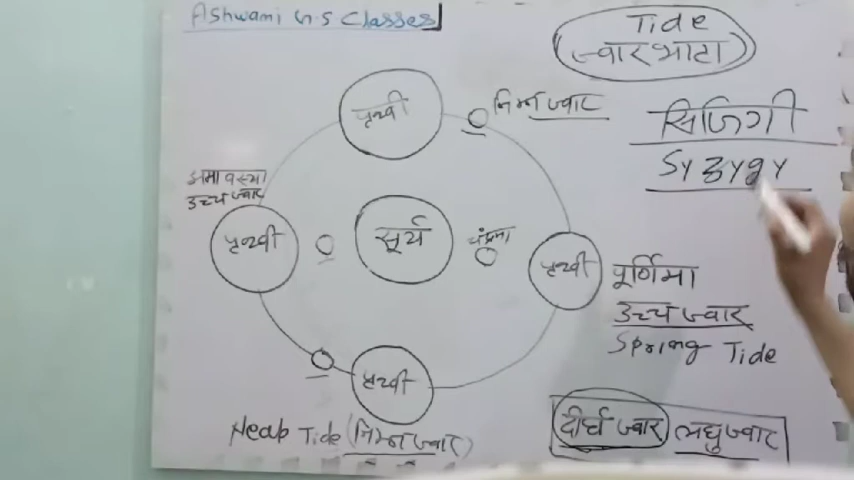 Ashwani G.S Classes
Tide
ज्वारभाटा
पृथ्वी
निम्न ज्वार
सिजिगी
Syzygy
अमावस्या
उच्च ज्वार
पृथ्वी
सूर्य
चंद्रमा
पृथ्वी
पूर्णिमा
उच्च ज्वार
Spring Tide
पृथ्वी
Neap Tide (निम्न ज्वार)
दीर्घ ज्वार
लघु ज्वार